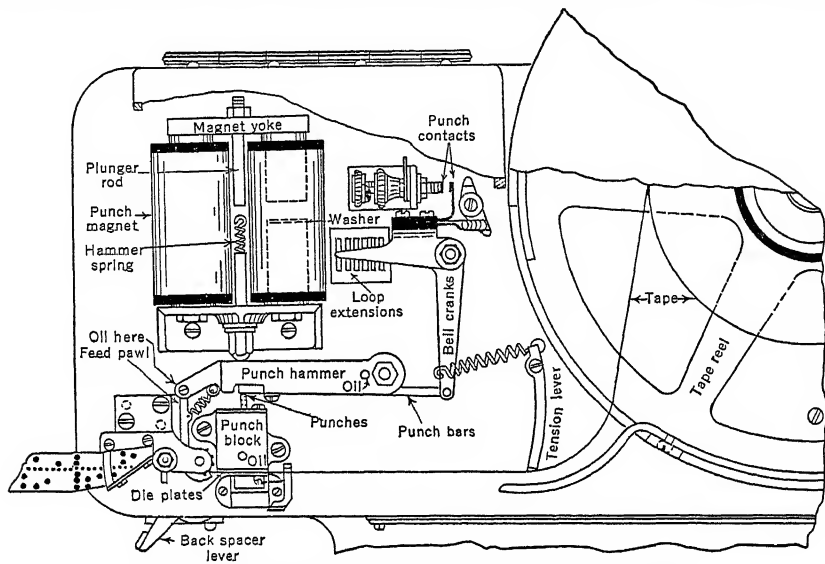 Magnet yoke
Punch
contacts
Plunger
rod
Punch
magnet
Washer
Hammer
spring
Loop
extensions
Bell cranks
Tape
Tape reel
Oil here
Feed pawl
Punch hammer
Oil
Punches
Punch bars
Tension lever
Punch
block
Oil
Die plates
Back spacer
lever